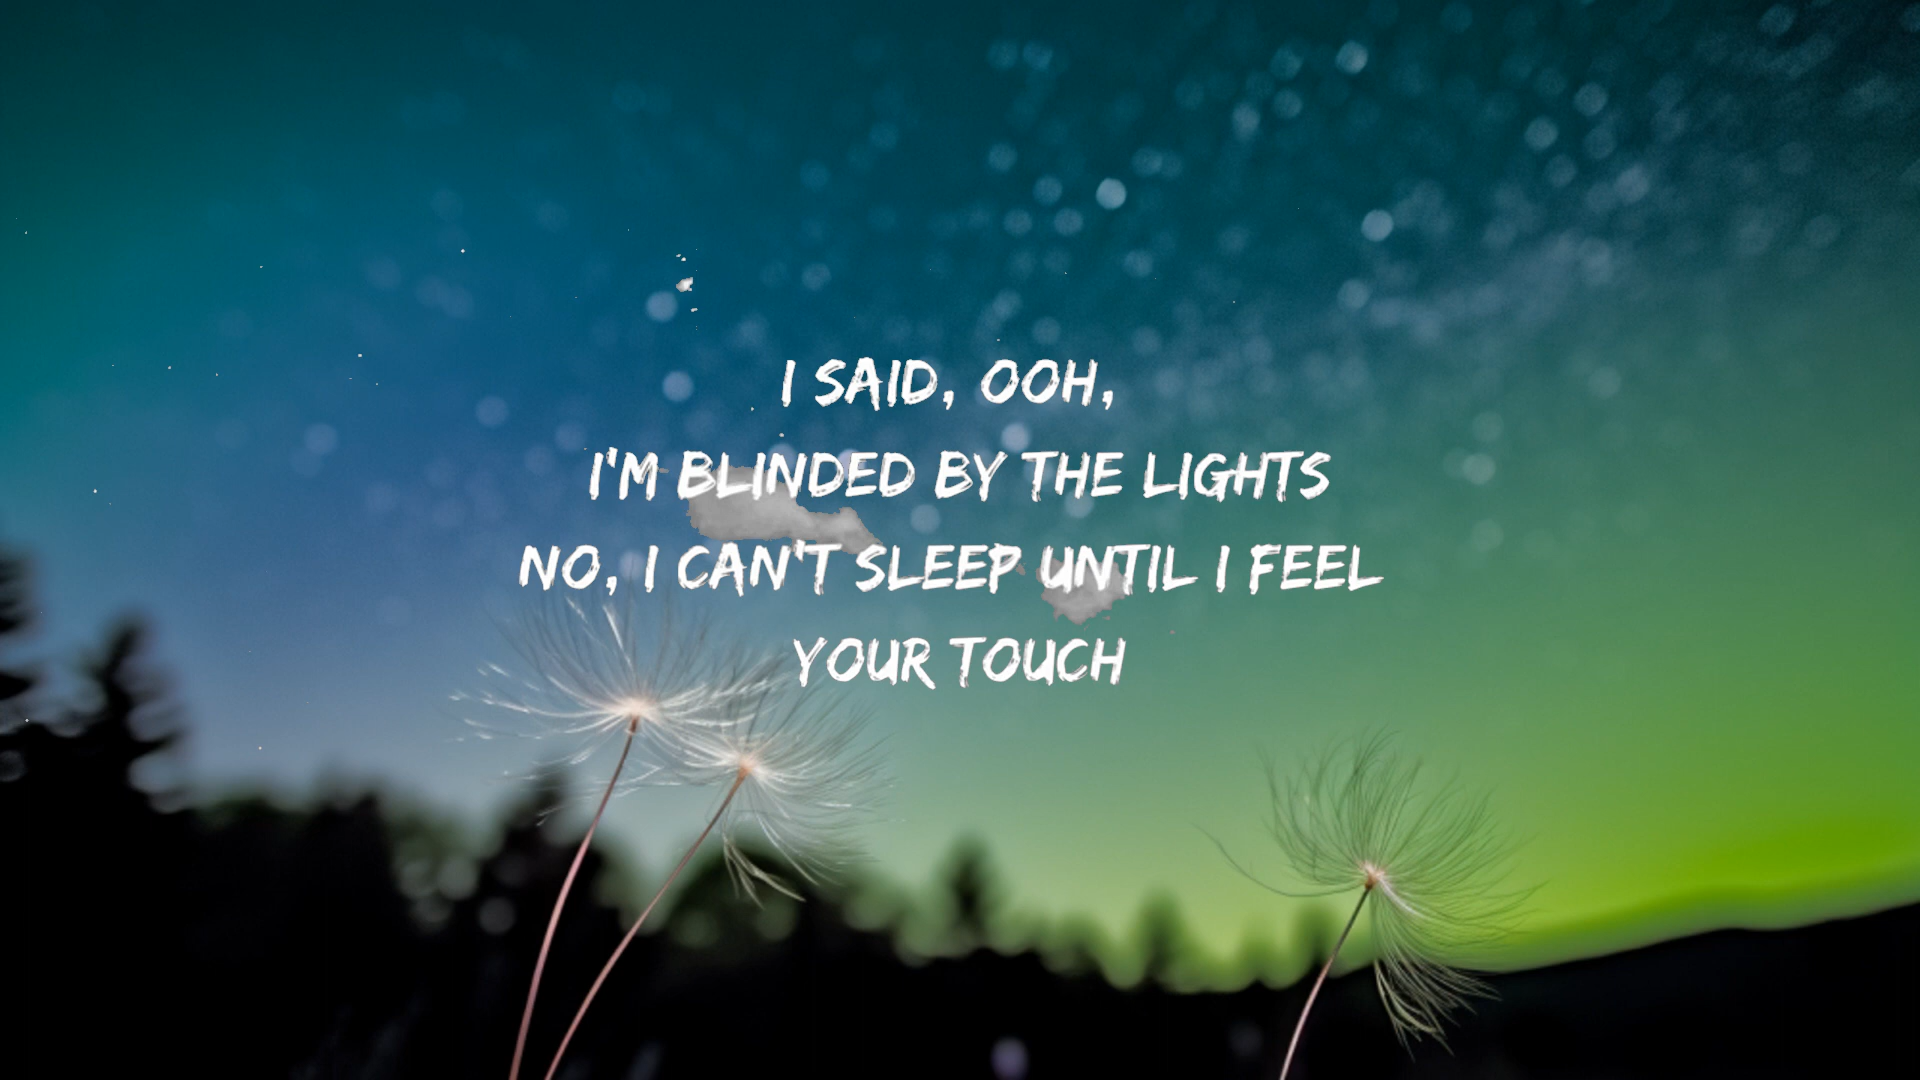 I SAID, OOH,
I'M BLINDED BY THE LIGHTS
NO, I CAN'T SLEEP UNTIL I FEEL
YOUR TOUCH